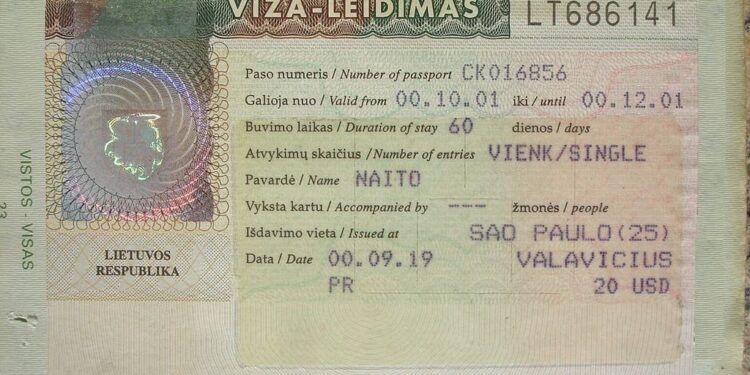 VIZA-LEIDIMAS
LT686141
Paso numeris / Number of passport CK016856
Galioja nuo / Valid from 00.10.01 iki / until 00.12.01
Buvimo laikas / Duration of stay 60 dienos / days
Atvykimų skaičius / Number of entries VIENK/SINGLE
Pavardė / Name NAITO
Vyksta kartu / Accompanied by --- žmonės / people
Išdavimo vieta / Issued at SAO PAULO(25)
Data / Date 00.09.19 VALAVICIUS
PR 20 USD
LIETUVOS
RESPUBLIKA
VISTOS - VISAS
23